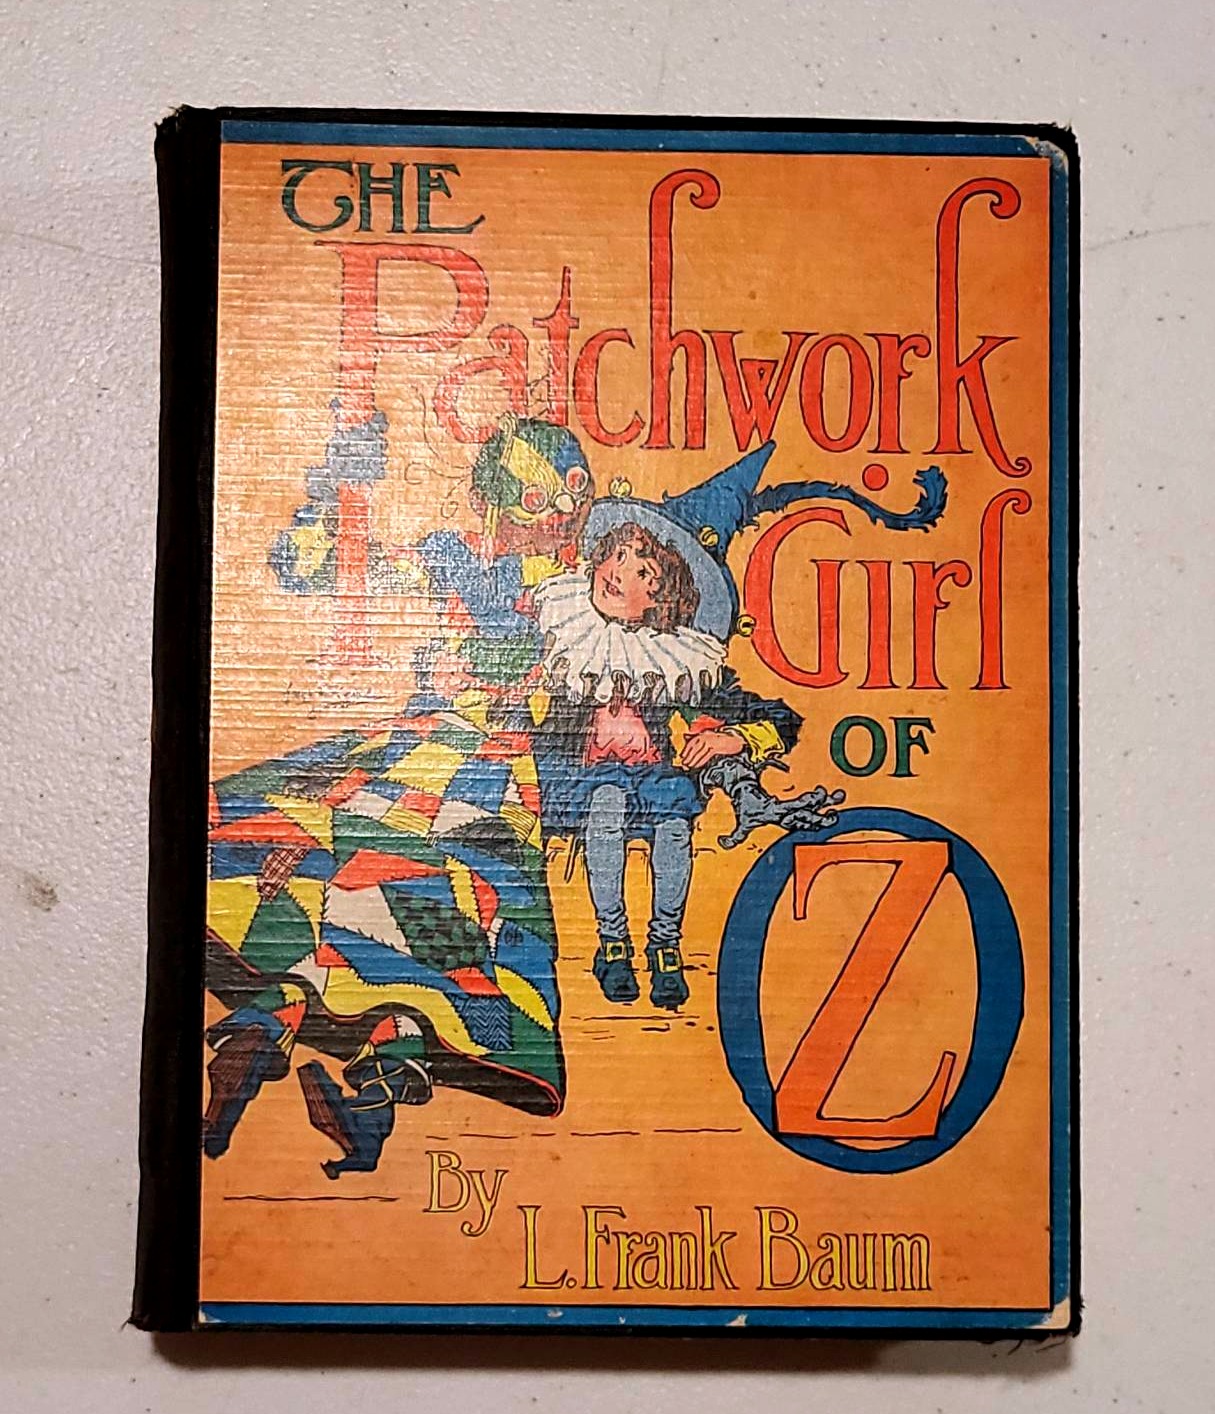 THE
Patchwork
Girl
OF
OZ
By
L. Frank Baum